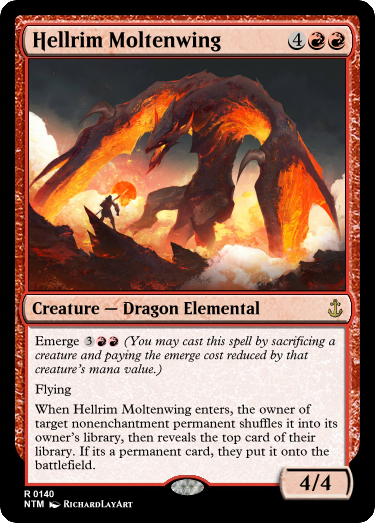 Hellrim Moltenwing 4
Creature — Dragon Elemental
Emerge 3 (You may cast this spell by sacrificing a
creature and paying the emerge cost reduced by that
creature's mana value.)
Flying
When Hellrim Moltenwing enters, the owner of
target nonenchantment permanent shuffles it into its
owner's library, then reveals the top card of their
library. If its a permanent card, they put it onto the
battlefield.
4/4
R 0140
NTM RichardLayArt